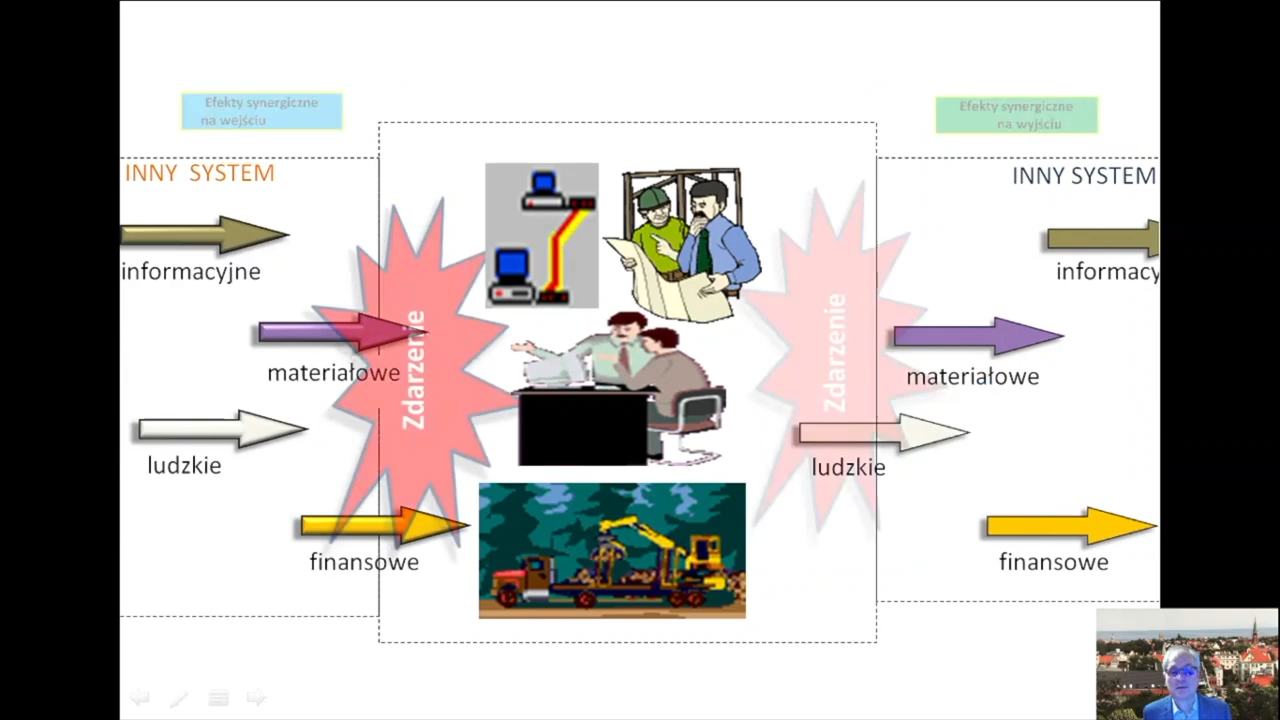 Efekty synergiczne
na wejściu
Efekty synergiczne
na wyjściu
INNY SYSTEM
INNY SYSTEM
informacyjne
informacy
Zdarzenie
Zdarzenie
materiałowe
materiałowe
ludzkie
ludzkie
finansowe
finansowe